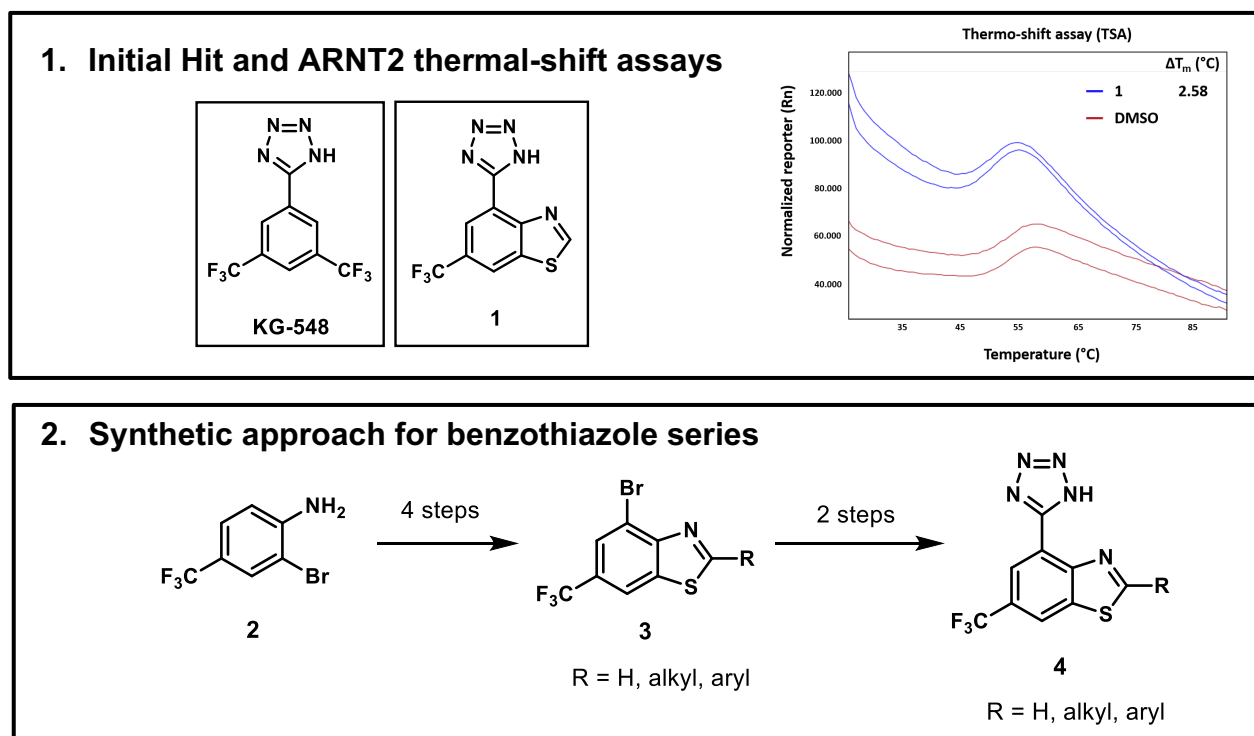 1. Initial Hit and ARNT2 thermal-shift assays
N=N
N NH
F3C CF3
KG-548
N=N
N NH
N
S
F3C
1
Thermo-shift assay (TSA)
ΔTm (°C)
1 2.58
DMSO
Normalized reporter (Rn)
120.000
100.000
80.000
60.000
40.000
35 45 55 65 75 85
Temperature (°C)
2. Synthetic approach for benzothiazole series
NH2
Br
F3C
2
4 steps
Br
N
R
S
F3C
3
R = H, alkyl, aryl
2 steps
N=N
N NH
N
R
S
F3C
4
R = H, alkyl, aryl